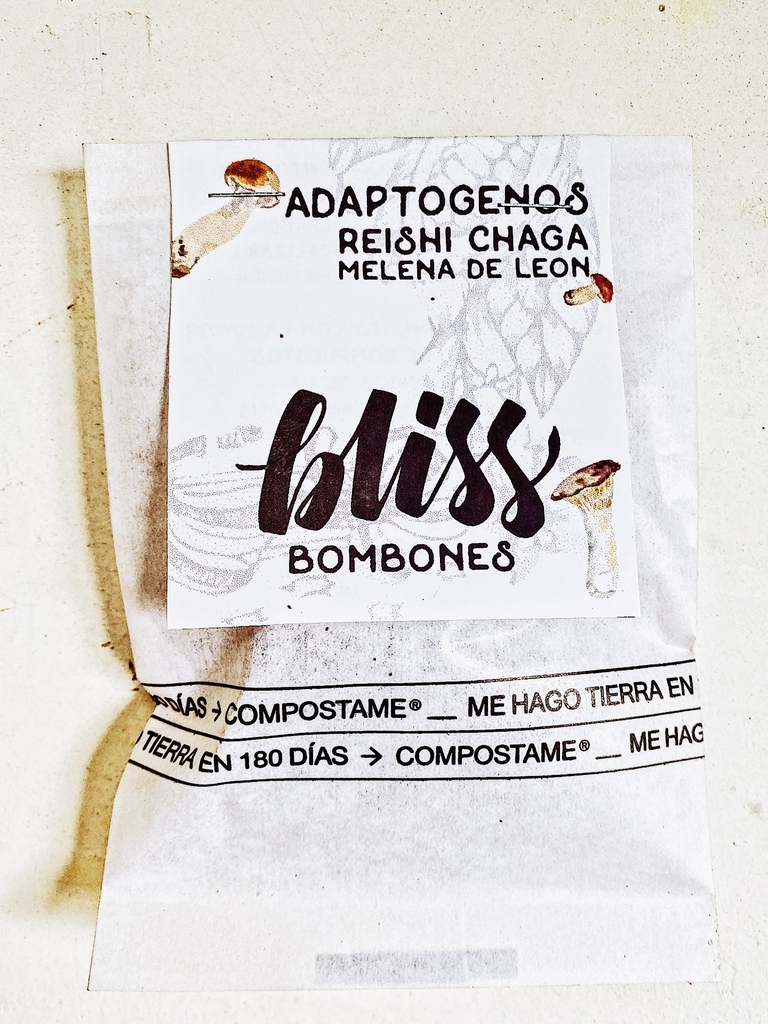 ADAPTOGENOS
REISHI CHAGA
MELENA DE LEON
bliss
BOMBONES
DÍAS → COMPOSTAME® __ ME HAGO TIERRA EN
TIERRA EN 180 DÍAS → COMPOSTAME® __ ME HAG